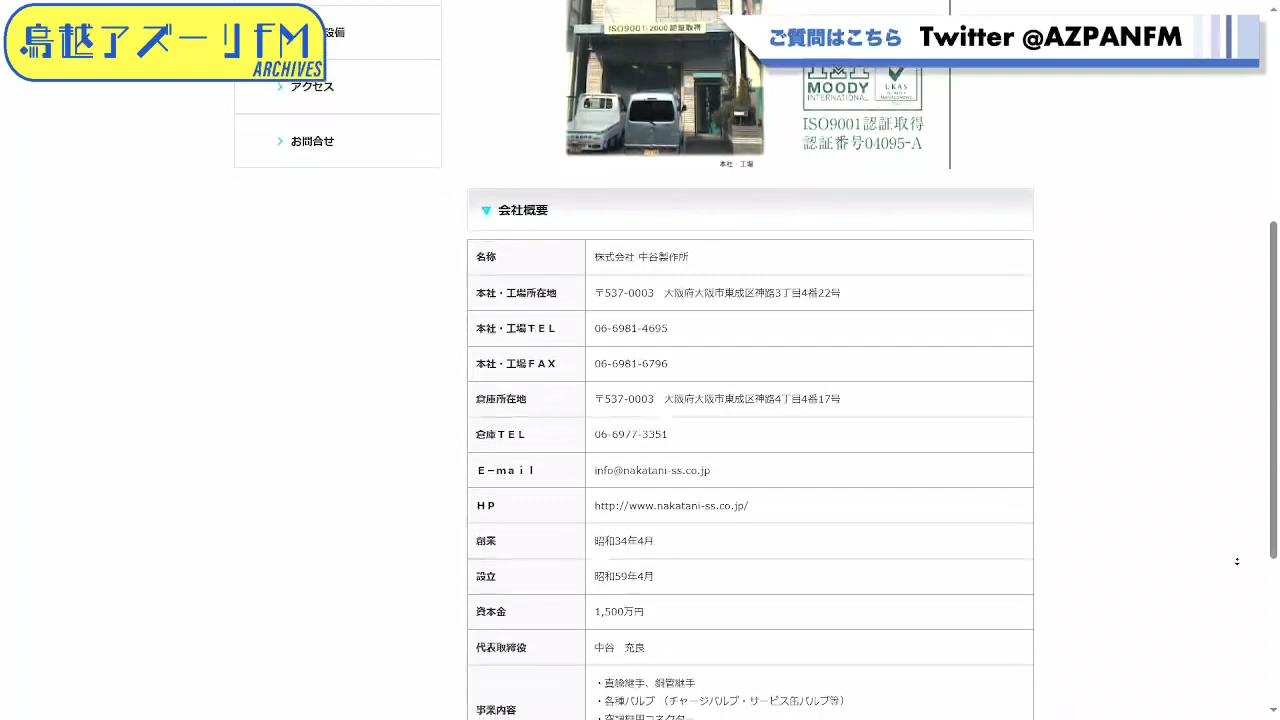 鳥越アズーリFM
ARCHIVES
ご質問はこちら Twitter @AZPANFM
設備
アクセス
お問合せ
ISO9001:2000 認証取得
本社・工場
MOODY
INTERNATIONAL
UKAS
ISO9001認証取得
認証番号04095-A
会社概要
名称 株式会社 中谷製作所
本社・工場所在地 〒537-0003 大阪府大阪市東成区神路3丁目4番22号
本社・工場ＴＥＬ 06-6981-4695
本社・工場ＦＡＸ 06-6981-6796
倉庫所在地 〒537-0003 大阪府大阪市東成区神路4丁目4番17号
倉庫ＴＥＬ 06-6977-3351
Ｅ－ｍａｉｌ info@nakatani-ss.co.jp
ＨＰ http://www.nakatani-ss.co.jp/
創業 昭和34年4月
設立 昭和59年4月
資本金 1,500万円
代表取締役 中谷 充良
事業内容
・真鍮継手、銅管継手
・各種バルブ （チャージバルブ・サービス缶バルブ等）
・空調機用コネクター